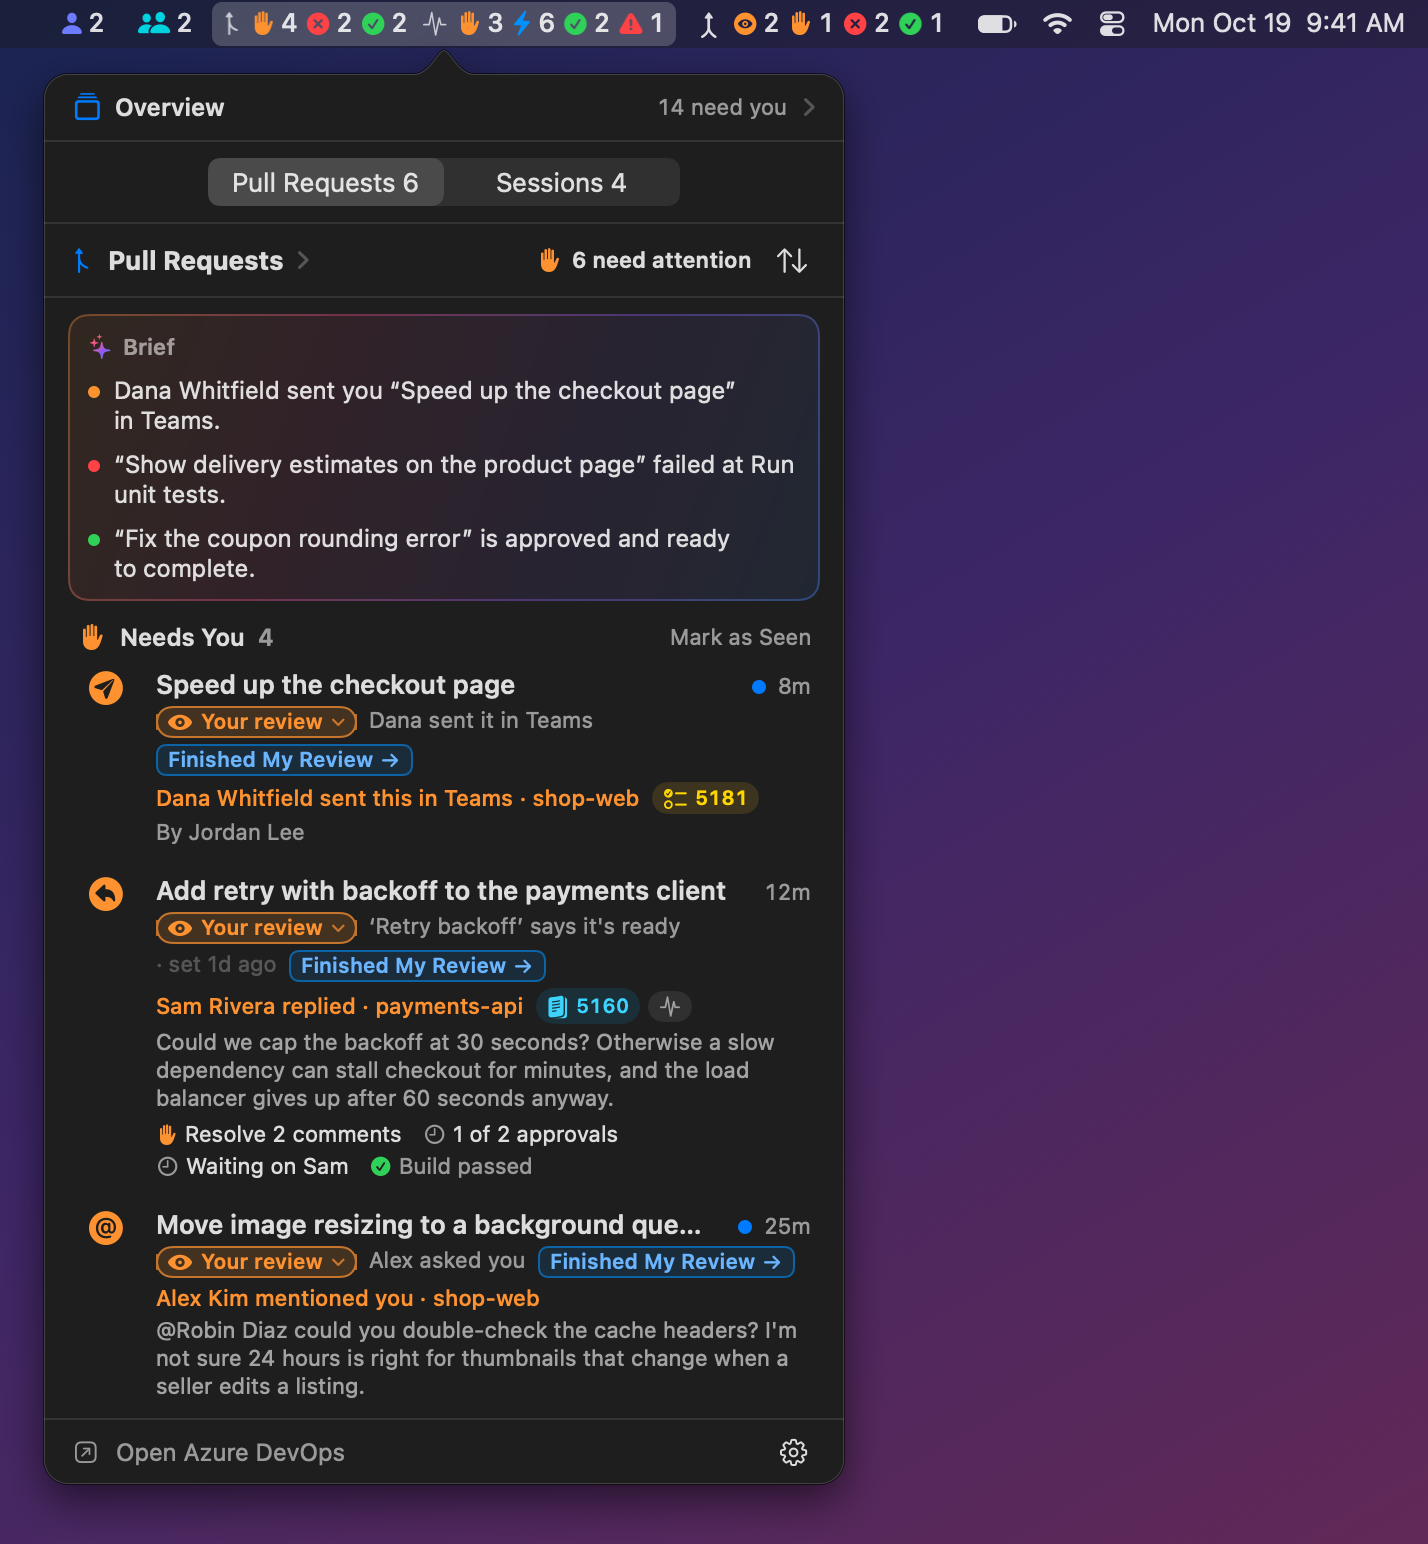 2 2 4 2 2 3 6 2 1 2 1 2 1 Mon Oct 19 9:41 AM
Overview 14 need you
Pull Requests 6 Sessions 4
Pull Requests 6 need attention
Brief
Dana Whitfield sent you “Speed up the checkout page”
in Teams.
“Show delivery estimates on the product page” failed at Run
unit tests.
“Fix the coupon rounding error” is approved and ready
to complete.
Needs You 4 Mark as Seen
Speed up the checkout page 8m
Your review Dana sent it in Teams
Finished My Review →
Dana Whitfield sent this in Teams · shop-web 5181
By Jordan Lee
Add retry with backoff to the payments client 12m
Your review ‘Retry backoff’ says it's ready
· set 1d ago Finished My Review →
Sam Rivera replied · payments-api 5160
Could we cap the backoff at 30 seconds? Otherwise a slow
dependency can stall checkout for minutes, and the load
balancer gives up after 60 seconds anyway.
Resolve 2 comments 1 of 2 approvals
Waiting on Sam Build passed
@ Move image resizing to a background que... 25m
Your review Alex asked you Finished My Review →
Alex Kim mentioned you · shop-web
@Robin Diaz could you double-check the cache headers? I'm
not sure 24 hours is right for thumbnails that change when a
seller edits a listing.
Open Azure DevOps